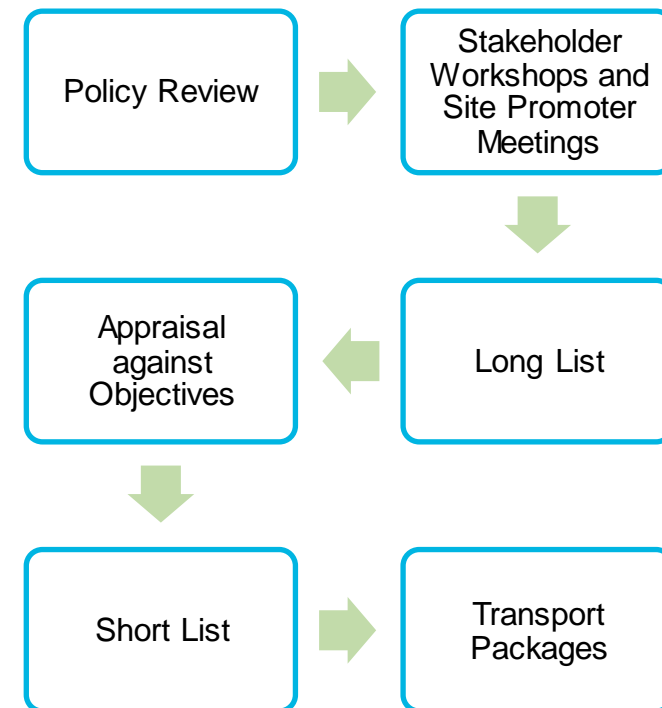 Policy Review
Stakeholder
Workshops and
Site Promoter
Meetings
Long List
Appraisal
against
Objectives
Short List
Transport
Packages